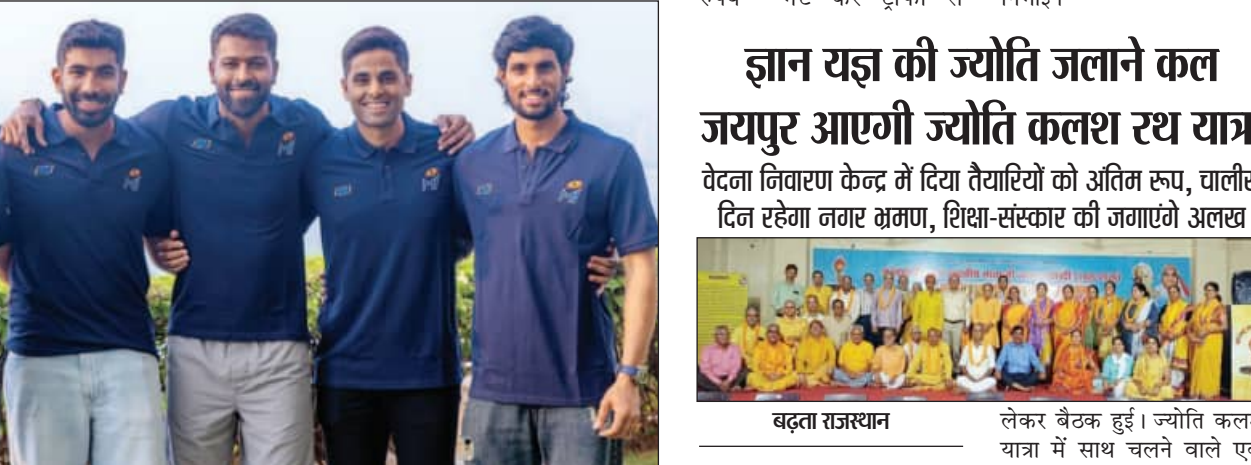 ज्ञान यज्ञ की ज्योति जलाने कल
जयपुर आएगी ज्योति कलश रथ यात्र
वेदना निवारण केन्द्र में दिया तैयारियों को अंतिम रूप, चालीस
दिन रहेगा नगर भ्रमण, शिक्षा-संस्कार की जगाएंगे अलख
बढ़ता राजस्थान
लेकर बैठक हुई। ज्योति कलश
यात्रा में साथ चलने वाले